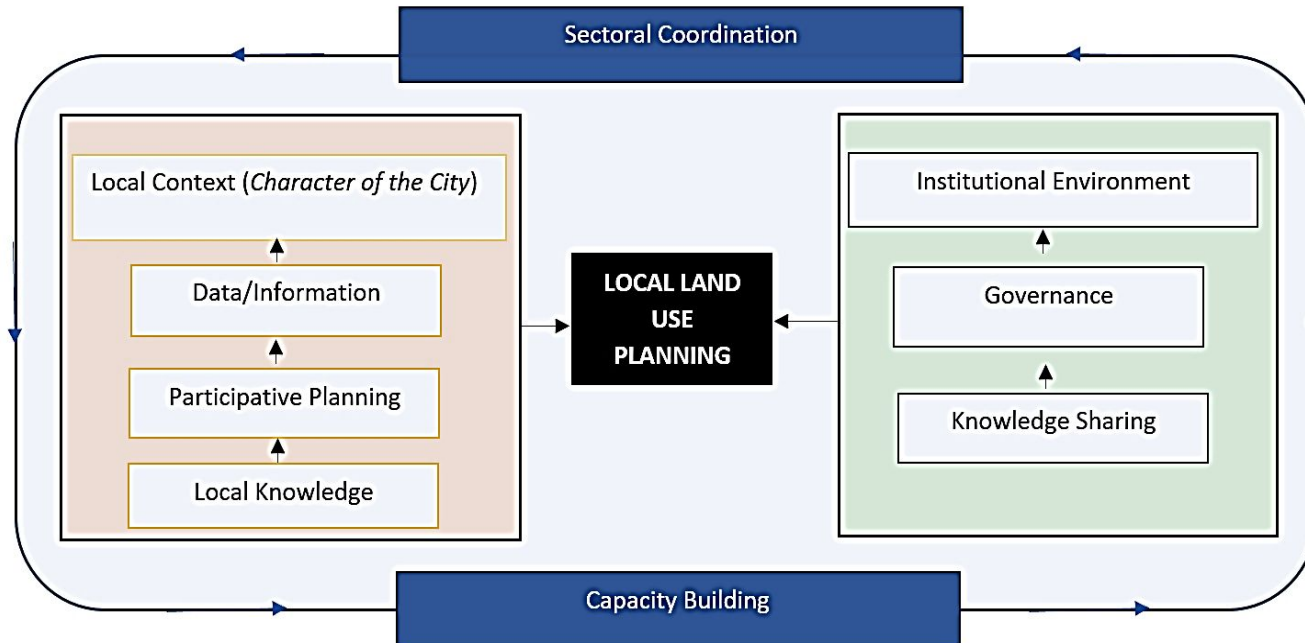 Sectoral Coordination
Local Context (Character of the City)
Data/Information
Participative Planning
Local Knowledge
LOCAL LAND
USE
PLANNING
Institutional Environment
Governance
Knowledge Sharing
Capacity Building